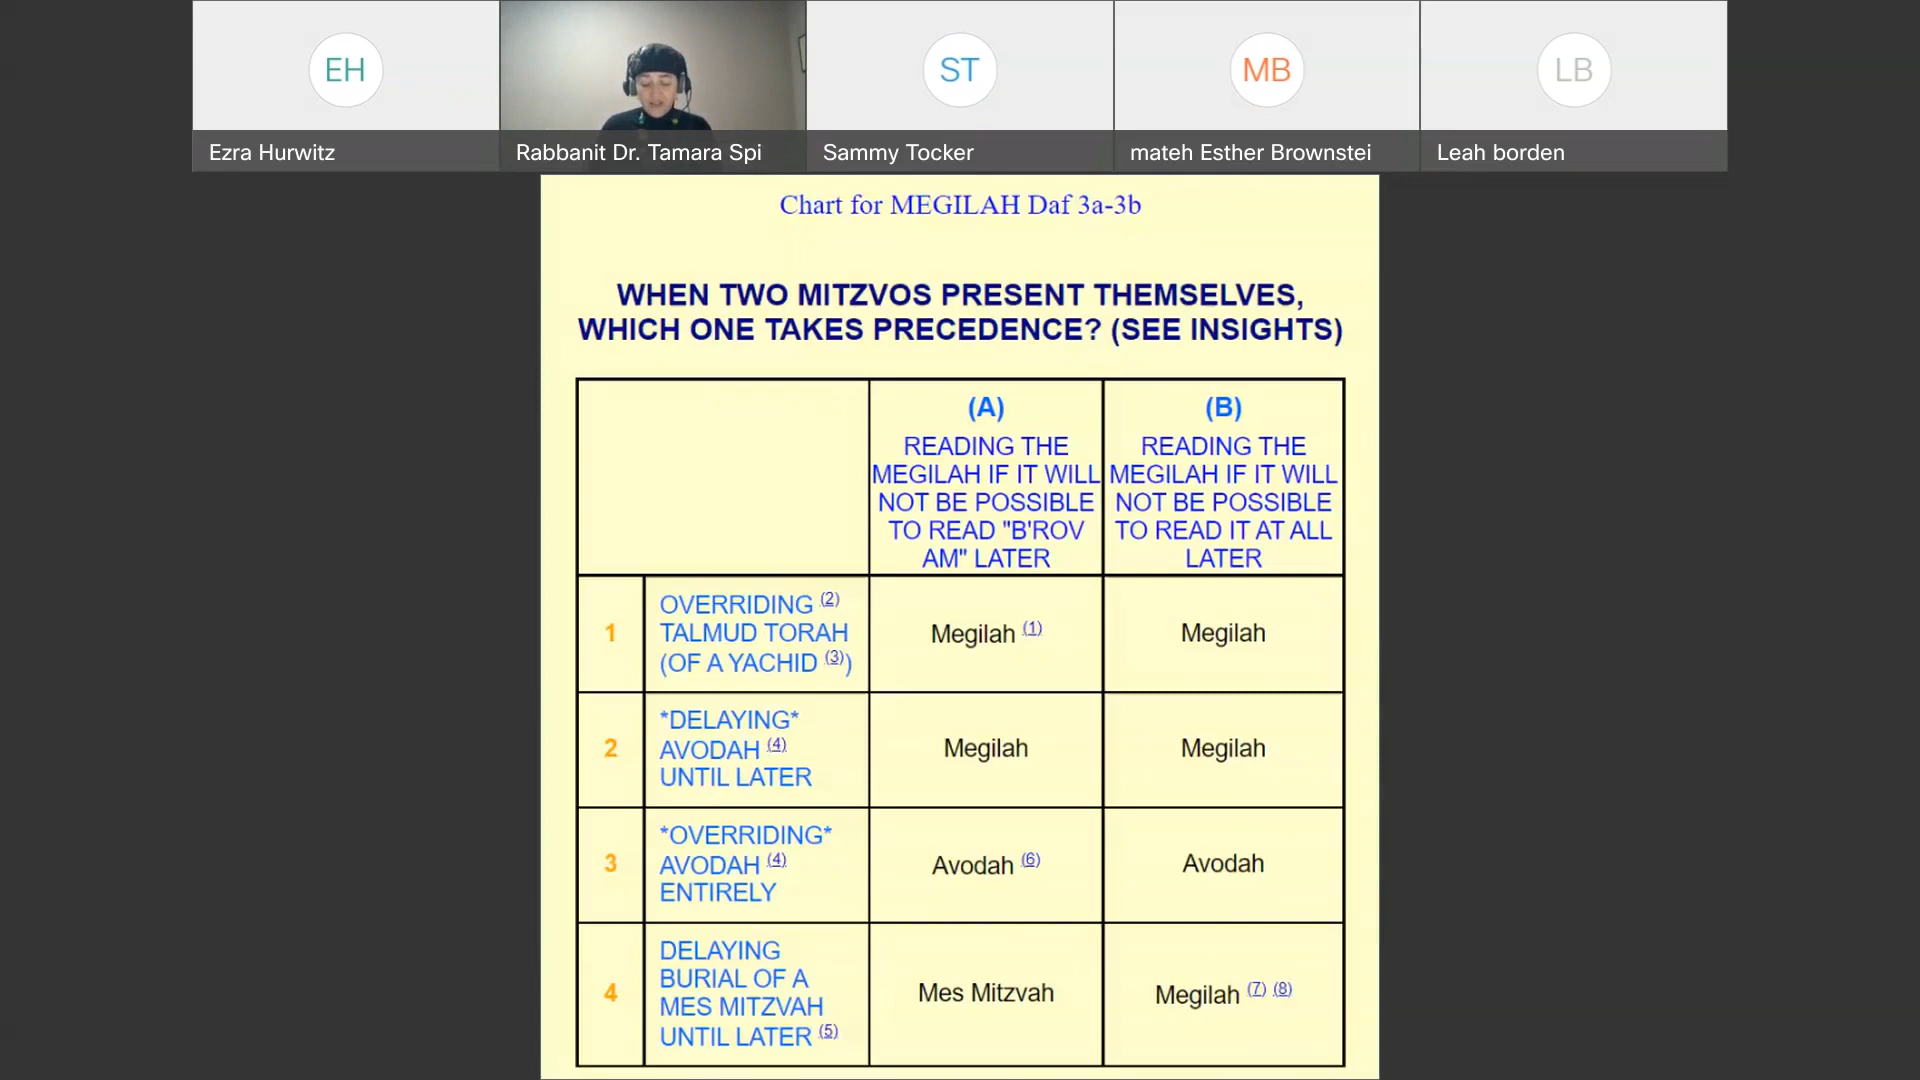 EH
ST
MB
LB
Ezra Hurwitz
Rabbanit Dr. Tamara Spi
Sammy Tocker
mateh Esther Brownstei
Leah borden
Chart for MEGILAH Daf 3a-3b
WHEN TWO MITZVOS PRESENT THEMSELVES,
WHICH ONE TAKES PRECEDENCE? (SEE INSIGHTS)
(A)
READING THE
MEGILAH IF IT WILL
NOT BE POSSIBLE
TO READ "B'ROV
AM" LATER
(B)
READING THE
MEGILAH IF IT WILL
NOT BE POSSIBLE
TO READ IT AT ALL
LATER
1
OVERRIDING (2)
TALMUD TORAH
(OF A YACHID (3))
Megilah (1)
Megilah
2
*DELAYING*
AVODAH (4)
UNTIL LATER
Megilah
Megilah
3
*OVERRIDING*
AVODAH (4)
ENTIRELY
Avodah (6)
Avodah
4
DELAYING
BURIAL OF A
MES MITZVAH
UNTIL LATER (5)
Mes Mitzvah
Megilah (7) (8)